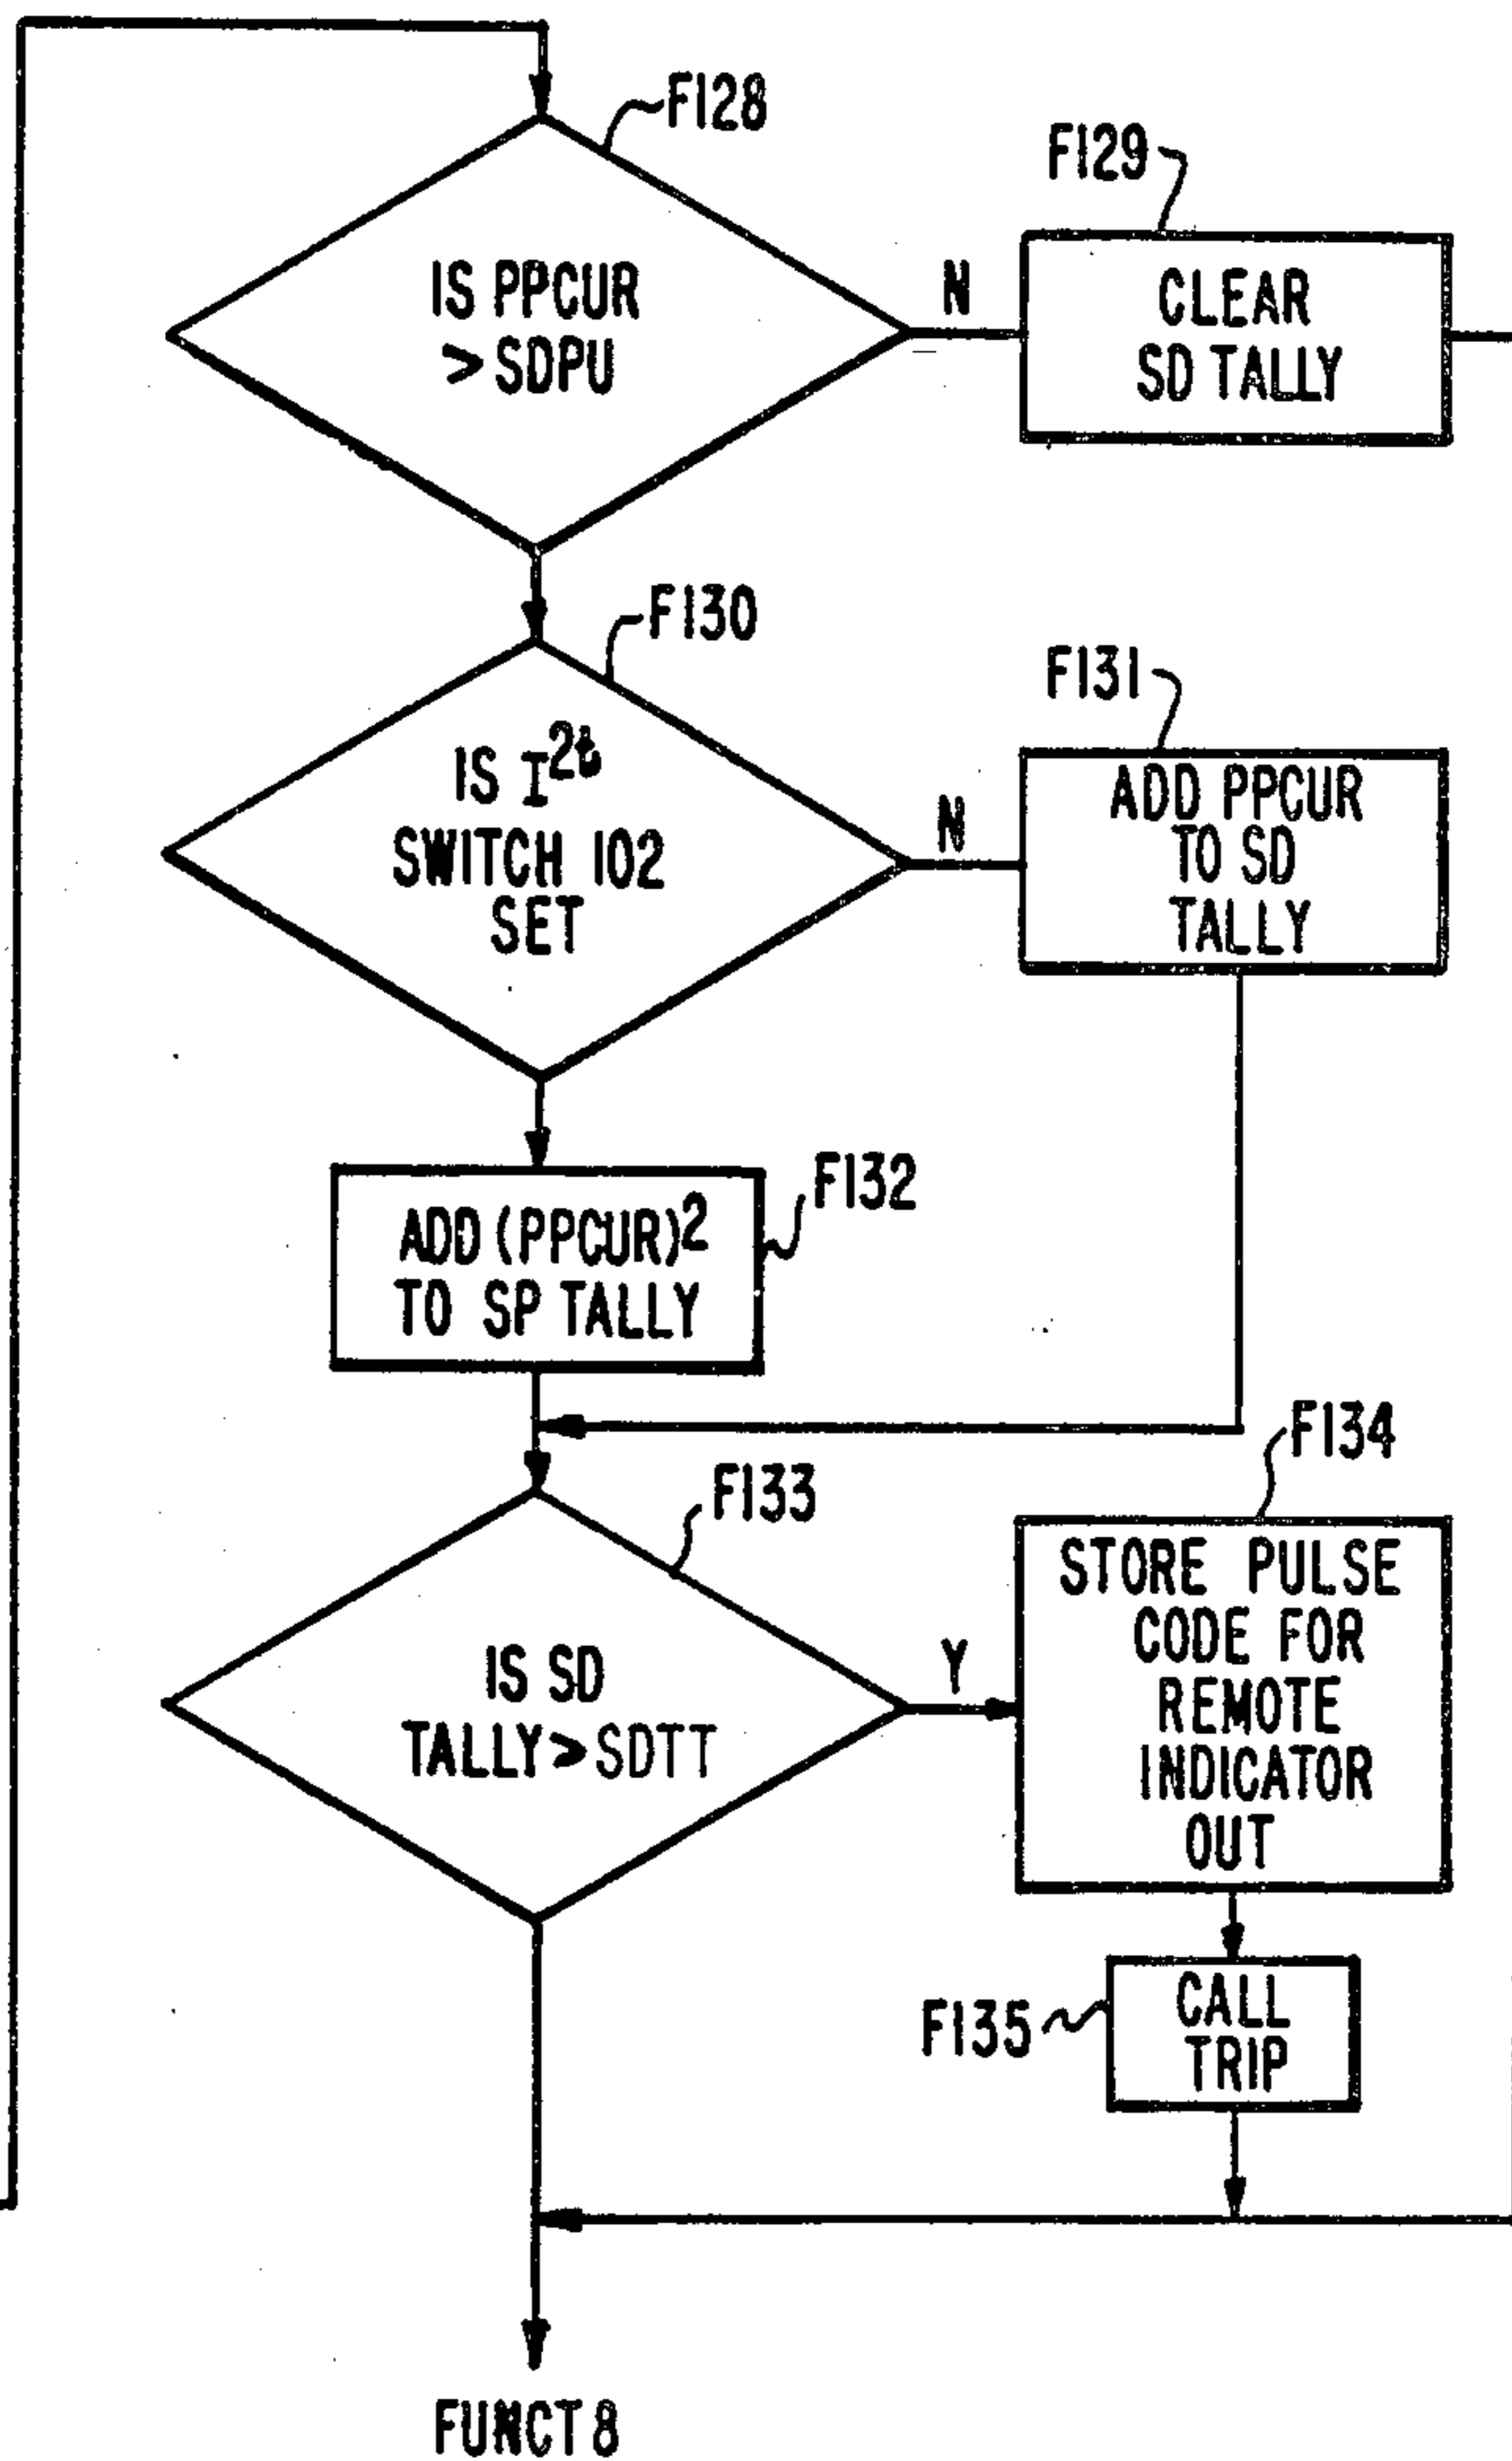 F128
IS PPCUR
> SDPU
N
F129
CLEAR
SD TALLY
F130
IS I²t
SWITCH 102
SET
N
F131
ADD PPCUR
TO SD
TALLY
F132
ADD (PPCUR)²
TO SP TALLY
F133
IS SD
TALLY > SDTT
Y
F134
STORE PULSE
CODE FOR
REMOTE
INDICATOR
OUT
F135
CALL
TRIP
FUNCT 8